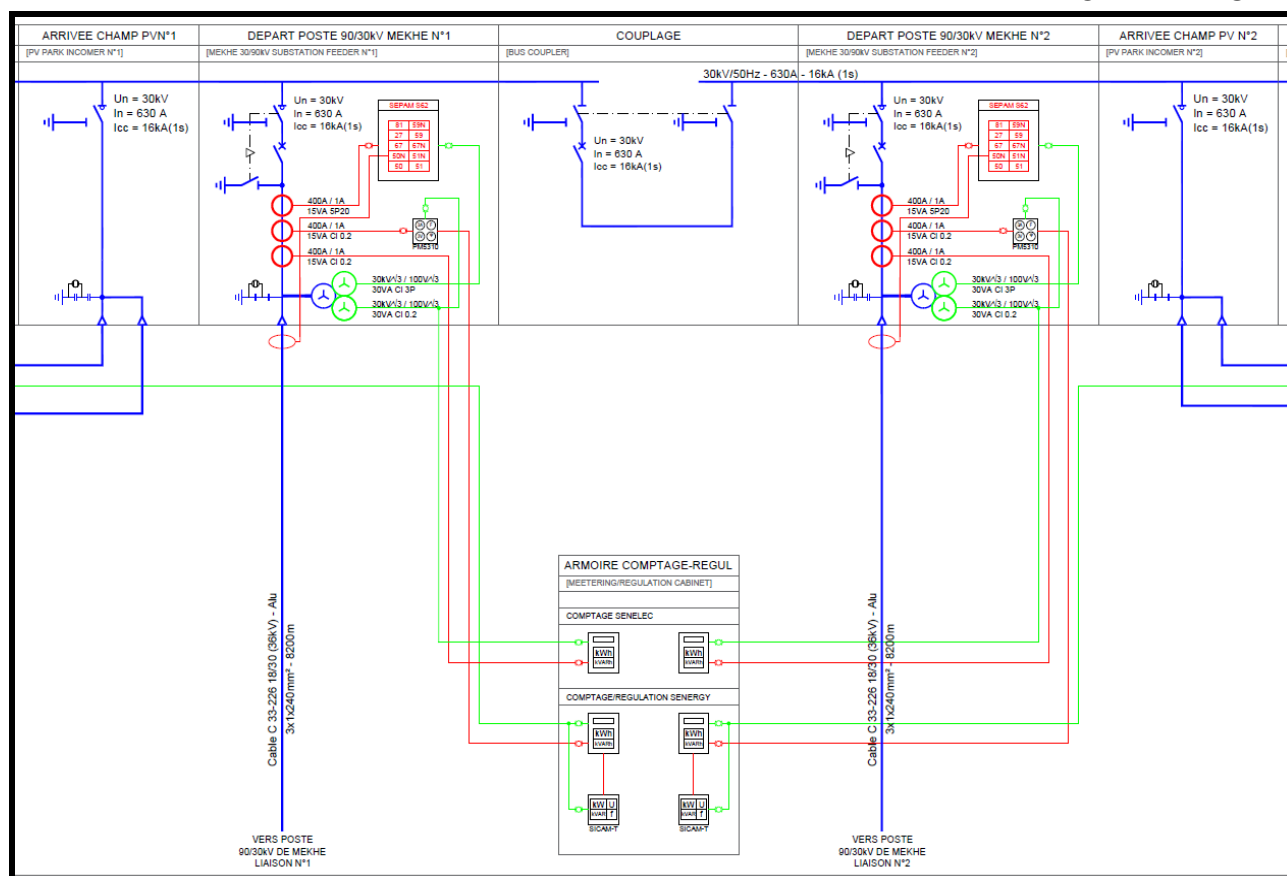 ARRIVEE CHAMP PVN°1
[PV PARK INCOMER N°1]
DEPART POSTE 90/30kV MEKHE N°1
[MEKHE 30/90kV SUBSTATION FEEDER N°1]
COUPLAGE
[BUS COUPLER]
DEPART POSTE 90/30kV MEKHE N°2
[MEKHE 30/90kV SUBSTATION FEEDER N°2]
ARRIVEE CHAMP PV N°2
[PV PARK INCOMER N°2]
30kV/50Hz - 630A - 16kA (1s)
Un = 30kV
In = 630 A
Icc = 16kA(1s)
Un = 30kV
In = 630 A
Icc = 16kA(1s)
SEPAM S62
81 59N
27 59
67 67N
50N 51N
50 51
Un = 30kV
In = 630 A
Icc = 16kA(1s)
Un = 30kV
In = 630 A
Icc = 16kA(1s)
SEPAM S62
81 59N
27 59
67 67N
50N 51N
50 51
Un = 30kV
In = 630 A
Icc = 16kA(1s)
400A / 1A
15VA 5P20
400A / 1A
15VA Cl 0.2
400A / 1A
15VA Cl 0.2
PM5310
30kV√3 / 100V√3
30VA Cl 3P
30kV√3 / 100V√3
30VA Cl 0.2
400A / 1A
15VA 5P20
400A / 1A
15VA Cl 0.2
400A / 1A
15VA Cl 0.2
PM5310
30kV√3 / 100V√3
30VA Cl 3P
30kV√3 / 100V√3
30VA Cl 0.2
Cable C 33-226 18/30 (36kV) - Alu
3x1x240mm² - 8200m
VERS POSTE
90/30kV DE MEKHE
LIAISON N°1
ARMOIRE COMPTAGE-REGUL
[MEETERING/REGULATION CABINET]
COMPTAGE SENELEC
kWh
kVARh
kWh
kVARh
COMPTAGE/REGULATION SENERGY
kWh
kVARh
kWh
kVARh
kW U
kVAR f
SICAM-T
kW U
kVAR f
SICAM-T
Cable C 33-226 18/30 (36kV) - Alu
3x1x240mm² - 8200m
VERS POSTE
90/30kV DE MEKHE
LIAISON N°2